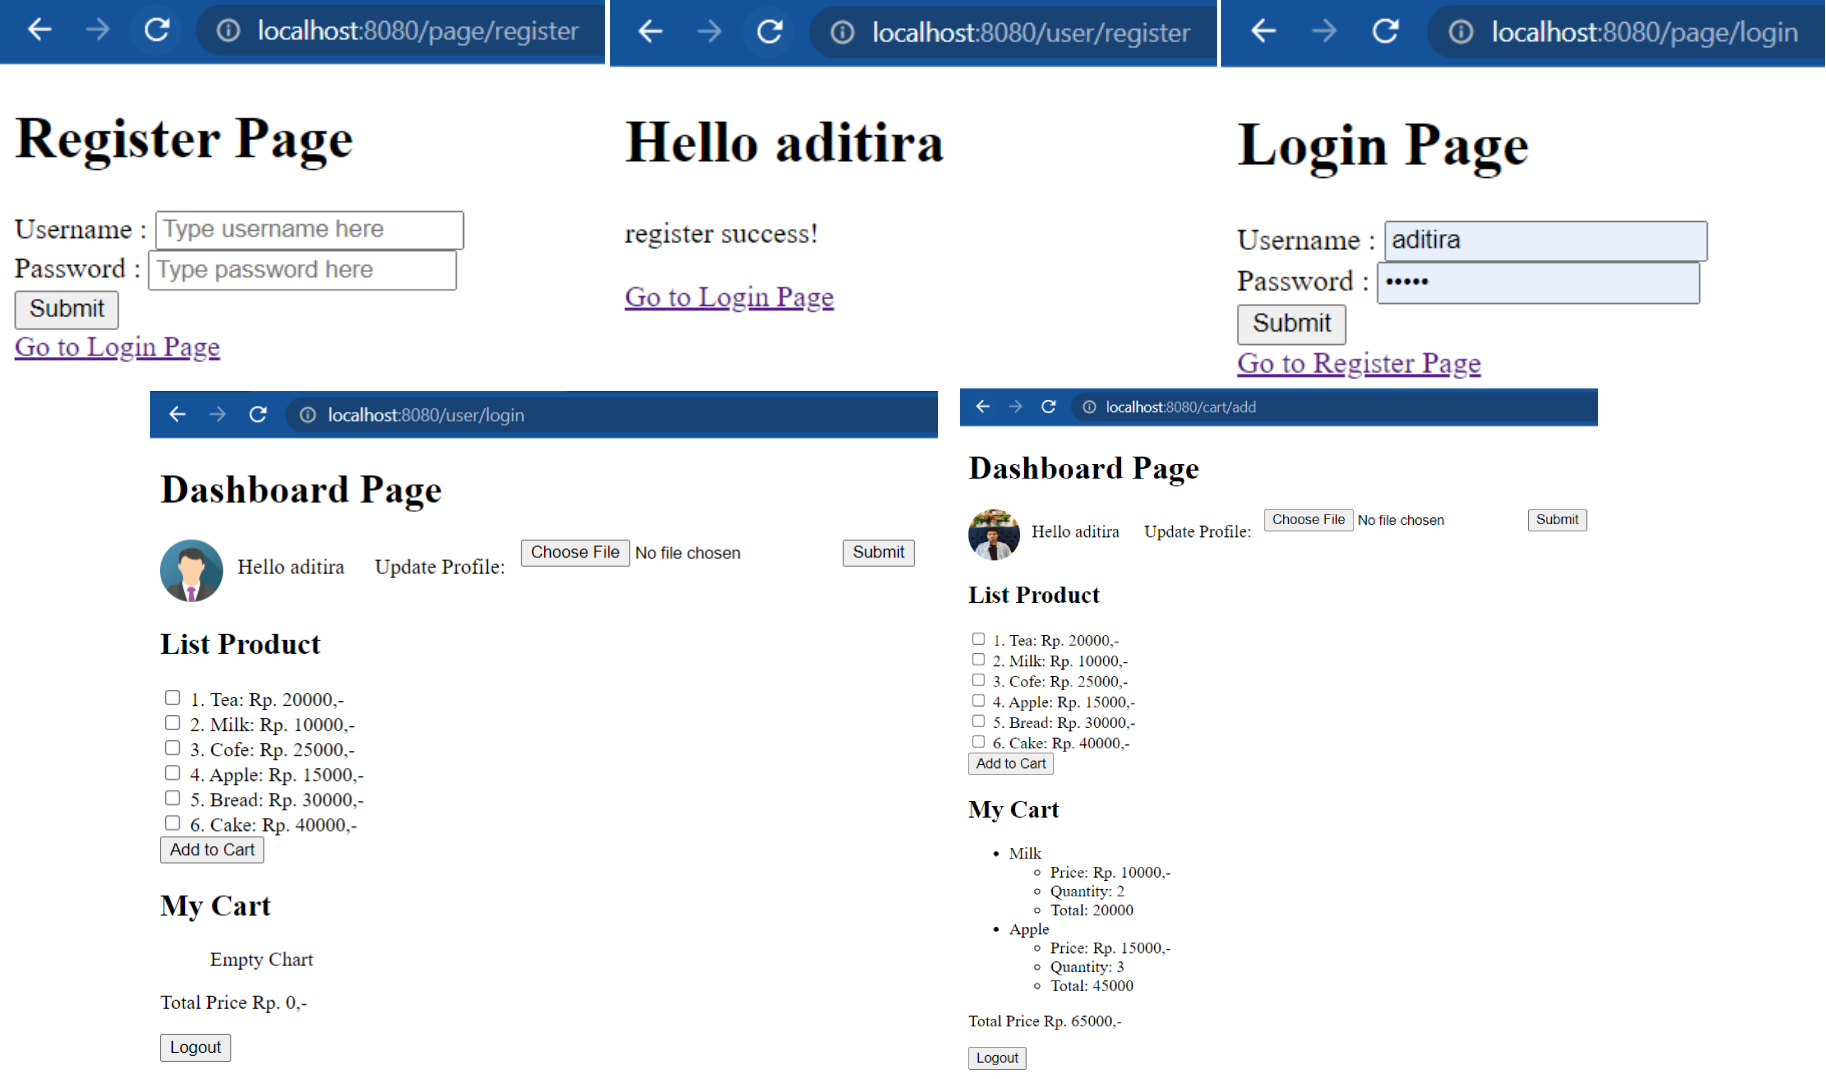 localhost:8080/page/register
Register Page
Username : Type username here
Password : Type password here
Submit
Go to Login Page
localhost:8080/user/register
Hello aditira
register success!
Go to Login Page
localhost:8080/page/login
Login Page
Username : aditira
Password : •••••
Submit
Go to Register Page
localhost:8080/user/login
Dashboard Page
Hello aditira Update Profile: Choose File No file chosen Submit
List Product
1. Tea: Rp. 20000,-
2. Milk: Rp. 10000,-
3. Cofe: Rp. 25000,-
4. Apple: Rp. 15000,-
5. Bread: Rp. 30000,-
6. Cake: Rp. 40000,-
Add to Cart
My Cart
Empty Chart
Total Price Rp. 0,-
Logout
localhost:8080/cart/add
Dashboard Page
Hello aditira Update Profile: Choose File No file chosen Submit
List Product
1. Tea: Rp. 20000,-
2. Milk: Rp. 10000,-
3. Cofe: Rp. 25000,-
4. Apple: Rp. 15000,-
5. Bread: Rp. 30000,-
6. Cake: Rp. 40000,-
Add to Cart
My Cart
• Milk
◦ Price: Rp. 10000,-
◦ Quantity: 2
◦ Total: 20000
• Apple
◦ Price: Rp. 15000,-
◦ Quantity: 3
◦ Total: 45000
Total Price Rp. 65000,-
Logout